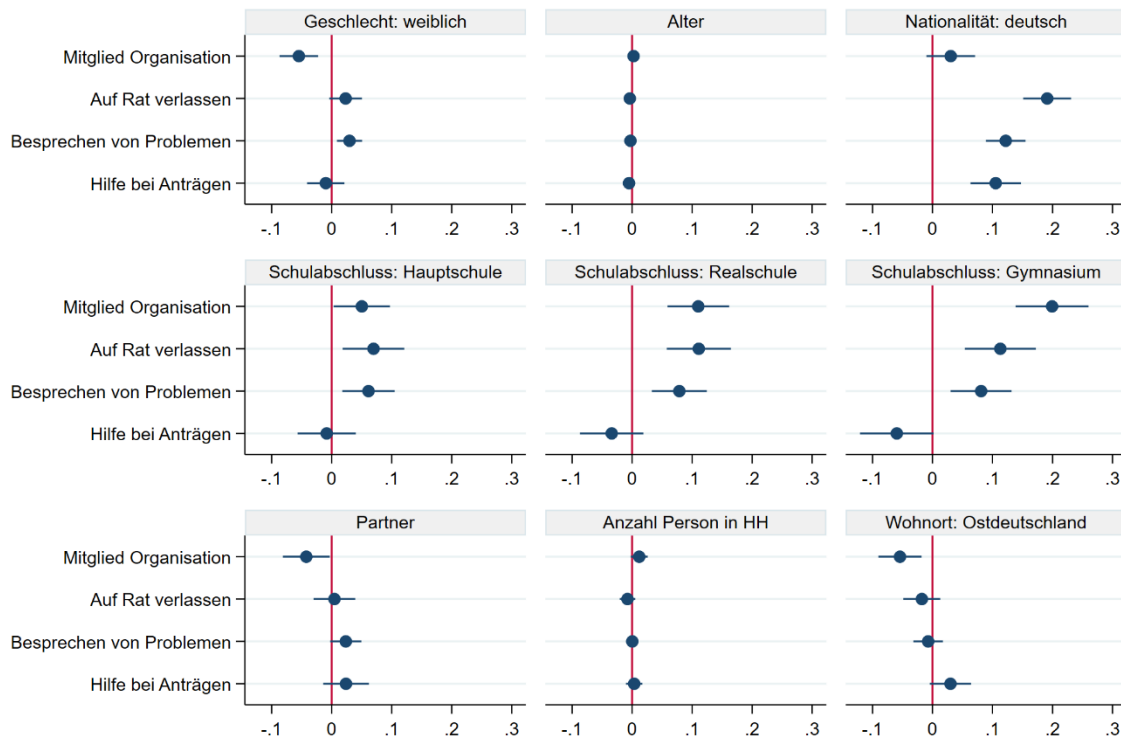 Geschlecht: weiblich Alter Nationalität: deutsch
Mitglied Organisation
Auf Rat verlassen
Besprechen von Problemen
Hilfe bei Anträgen
-.1 0 .1 .2 .3 -.1 0 .1 .2 .3 -.1 0 .1 .2 .3
Schulabschluss: Hauptschule Schulabschluss: Realschule Schulabschluss: Gymnasium
Mitglied Organisation
Auf Rat verlassen
Besprechen von Problemen
Hilfe bei Anträgen
-.1 0 .1 .2 .3 -.1 0 .1 .2 .3 -.1 0 .1 .2 .3
Partner Anzahl Person in HH Wohnort: Ostdeutschland
Mitglied Organisation
Auf Rat verlassen
Besprechen von Problemen
Hilfe bei Anträgen
-.1 0 .1 .2 .3 -.1 0 .1 .2 .3 -.1 0 .1 .2 .3